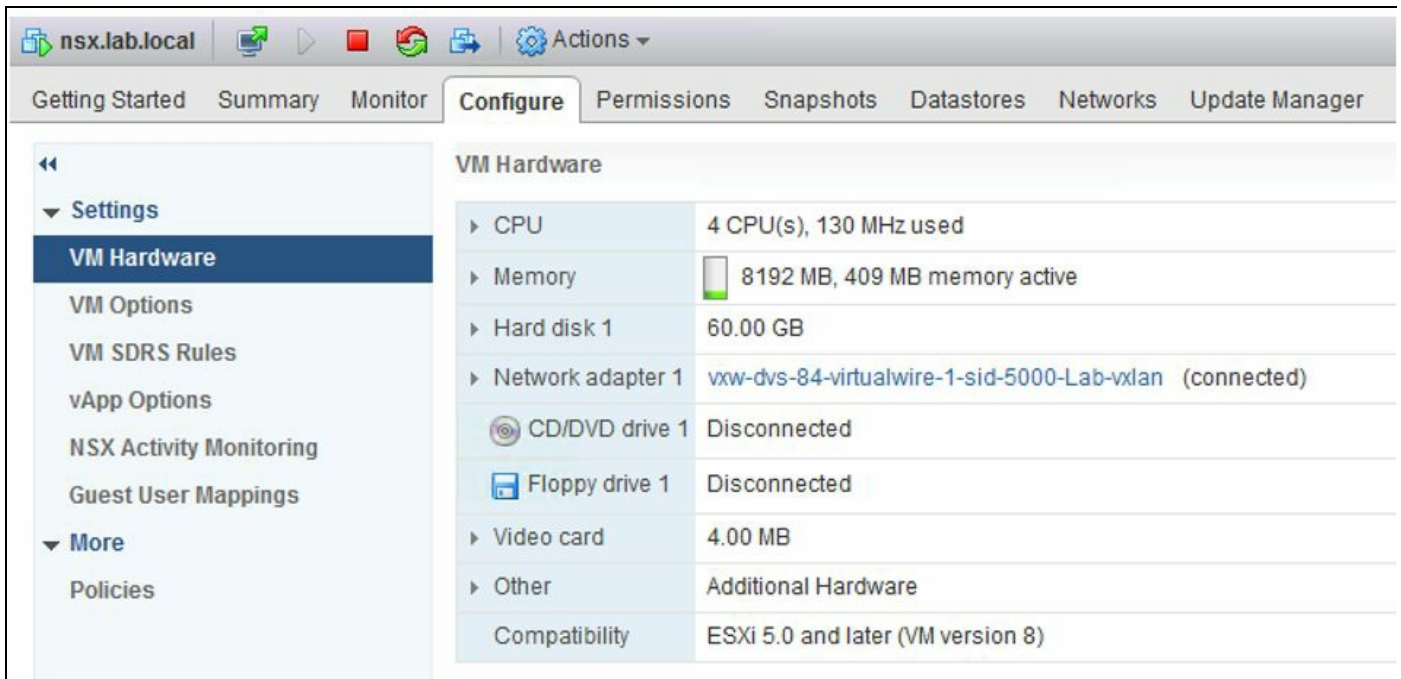 nsx.lab.local Actions
Getting Started Summary Monitor Configure Permissions Snapshots Datastores Networks Update Manager
Settings
VM Hardware
VM Options
VM SDRS Rules
vApp Options
NSX Activity Monitoring
Guest User Mappings
More
Policies
VM Hardware
CPU 4 CPU(s), 130 MHz used
Memory 8192 MB, 409 MB memory active
Hard disk 1 60.00 GB
Network adapter 1 vxw-dvs-84-virtualwire-1-sid-5000-Lab-vxlan (connected)
CD/DVD drive 1 Disconnected
Floppy drive 1 Disconnected
Video card 4.00 MB
Other Additional Hardware
Compatibility ESXi 5.0 and later (VM version 8)